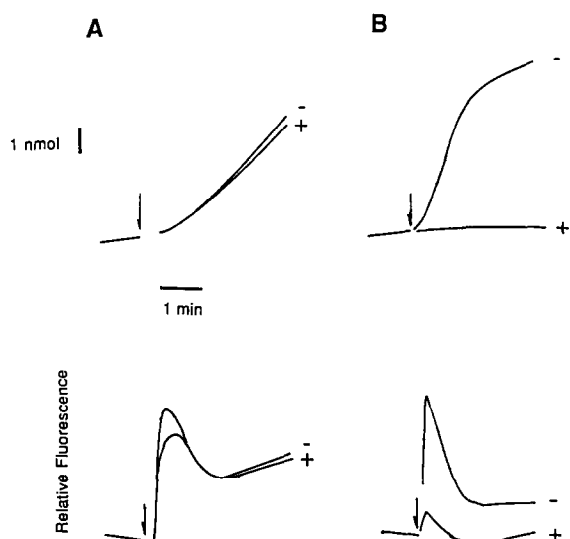 A
B
-
-
+
1 nmol
+
1 min
Relative Fluorescence
-
+
-
+